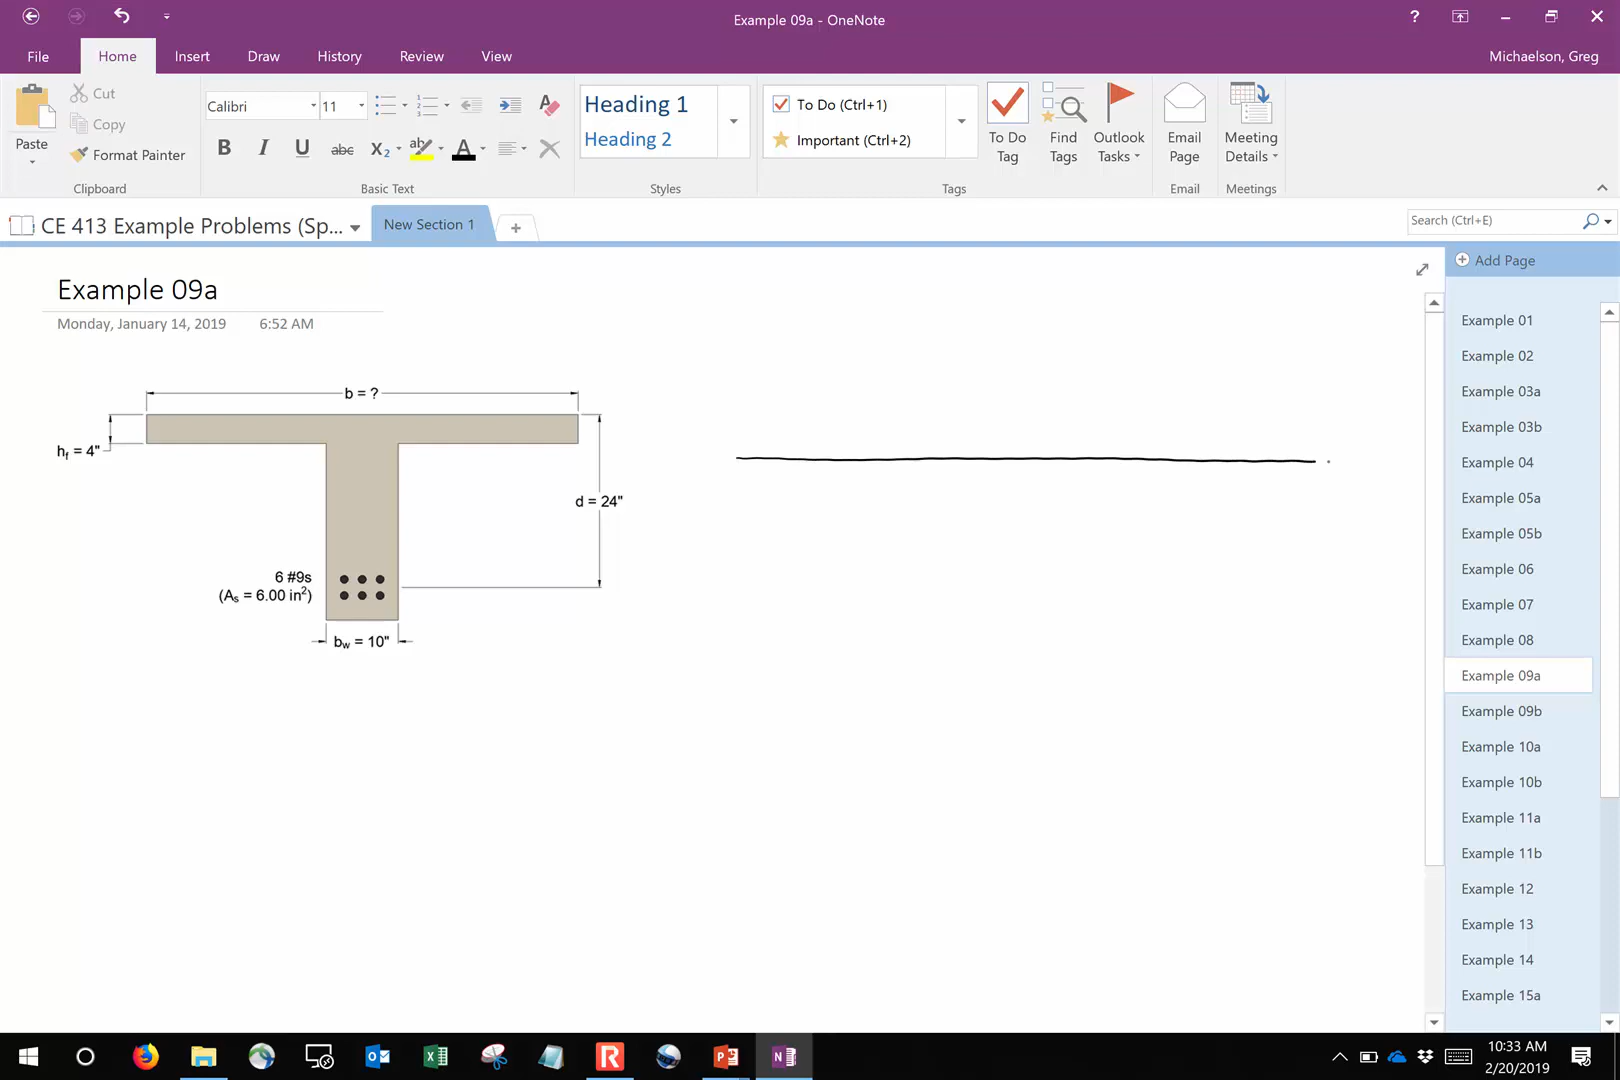 Example 09a - OneNote
?
File Home Insert Draw History Review View
Michaelson, Greg
Paste
Cut
Copy
Format Painter
Clipboard
Calibri 11
B I U abc X2 ab A
Basic Text
Heading 1
Heading 2
Styles
To Do (Ctrl+1)
Important (Ctrl+2)
To Do
Tag
Find
Tags
Outlook
Tasks
Tags
Email
Page
Email
Meeting
Details
Meetings
CE 413 Example Problems (Sp...
New Section 1
+
Search (Ctrl+E)
Example 09a
Monday, January 14, 2019 6:52 AM
b = ?
hf = 4"
d = 24"
6 #9s
(As = 6.00 in²)
bw = 10"
Add Page
Example 01
Example 02
Example 03a
Example 03b
Example 04
Example 05a
Example 05b
Example 06
Example 07
Example 08
Example 09a
Example 09b
Example 10a
Example 10b
Example 11a
Example 11b
Example 12
Example 13
Example 14
Example 15a
10:33 AM
2/20/2019